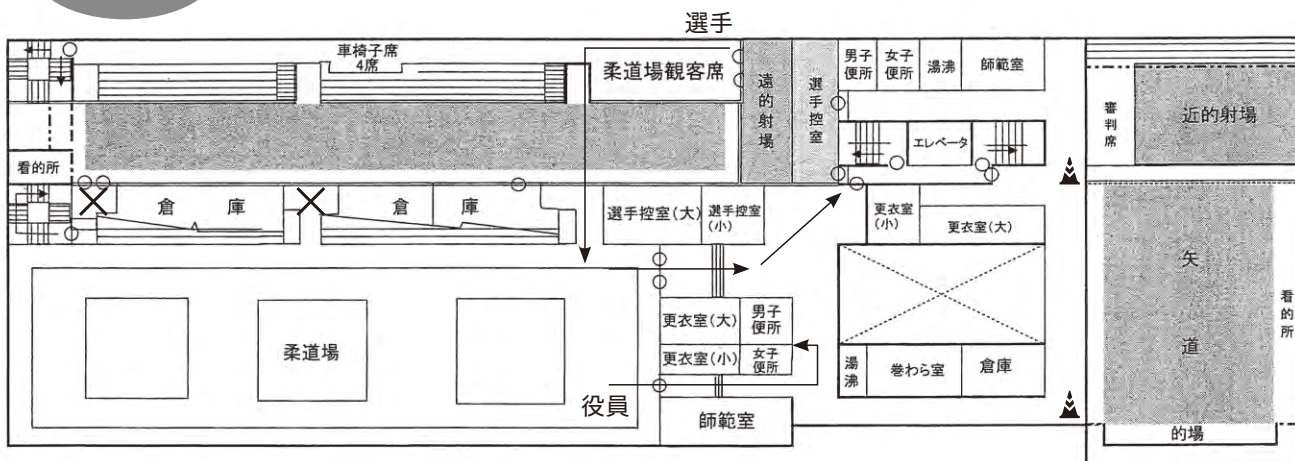 選手
車椅子席
4席
柔道場観客席
遠的射場
選手控室
男子
便所
女子
便所
湯沸
師範室
審判席
近的射場
エレベータ
看的所
倉 庫
倉 庫
選手控室(大)
選手控室
(小)
更衣室
(小)
更衣室(大)
矢道
看的所
更衣室(大)
男子
便所
柔道場
更衣室(小)
女子
便所
湯沸
巻わら室
倉庫
役員
師範室
的場